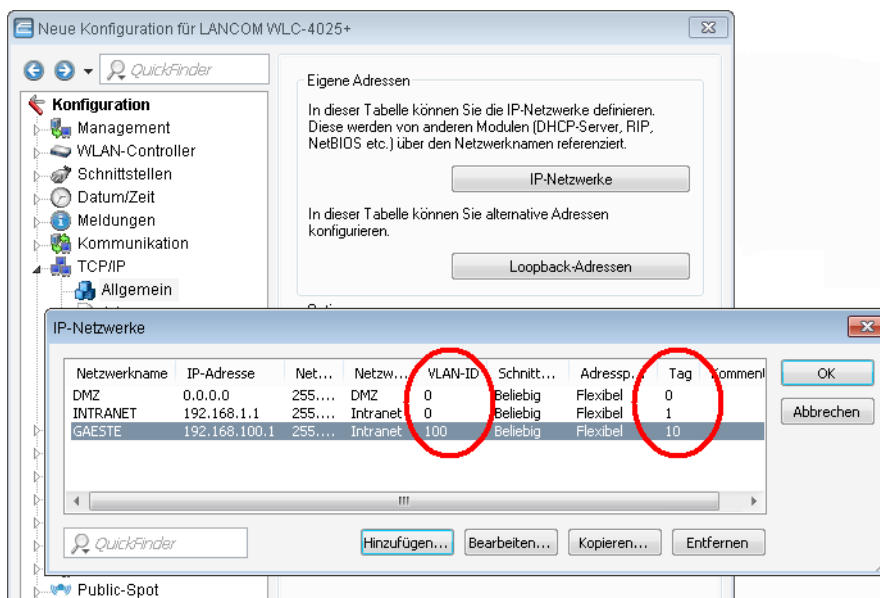 Neue Konfiguration für LANCOM WLC-4025+
QuickFinder
Konfiguration
Management
WLAN-Controller
Schnittstellen
Datum/Zeit
Meldungen
Kommunikation
TCP/IP
Allgemein
Eigene Adressen
In dieser Tabelle können Sie die IP-Netzwerke definieren.
Diese werden von anderen Modulen (DHCP-Server, RIP,
NetBIOS etc.) über den Netzwerknamen referenziert.
IP-Netzwerke
In dieser Tabelle können Sie alternative Adressen
konfigurieren.
Loopback-Adressen
IP-Netzwerke
Netzwerkname IP-Adresse Net... Netzw... VLAN-ID Schnitt... Adressp... Tag Komment
DMZ 0.0.0.0 255.... DMZ 0 Beliebig Flexibel 0
INTRANET 192.168.1.1 255.... Intranet 0 Beliebig Flexibel 1
GAESTE 192.168.100.1 255.... Intranet 100 Beliebig Flexibel 10
OK
Abbrechen
QuickFinder
Hinzufügen... Bearbeiten... Kopieren... Entfernen
Public-Spot